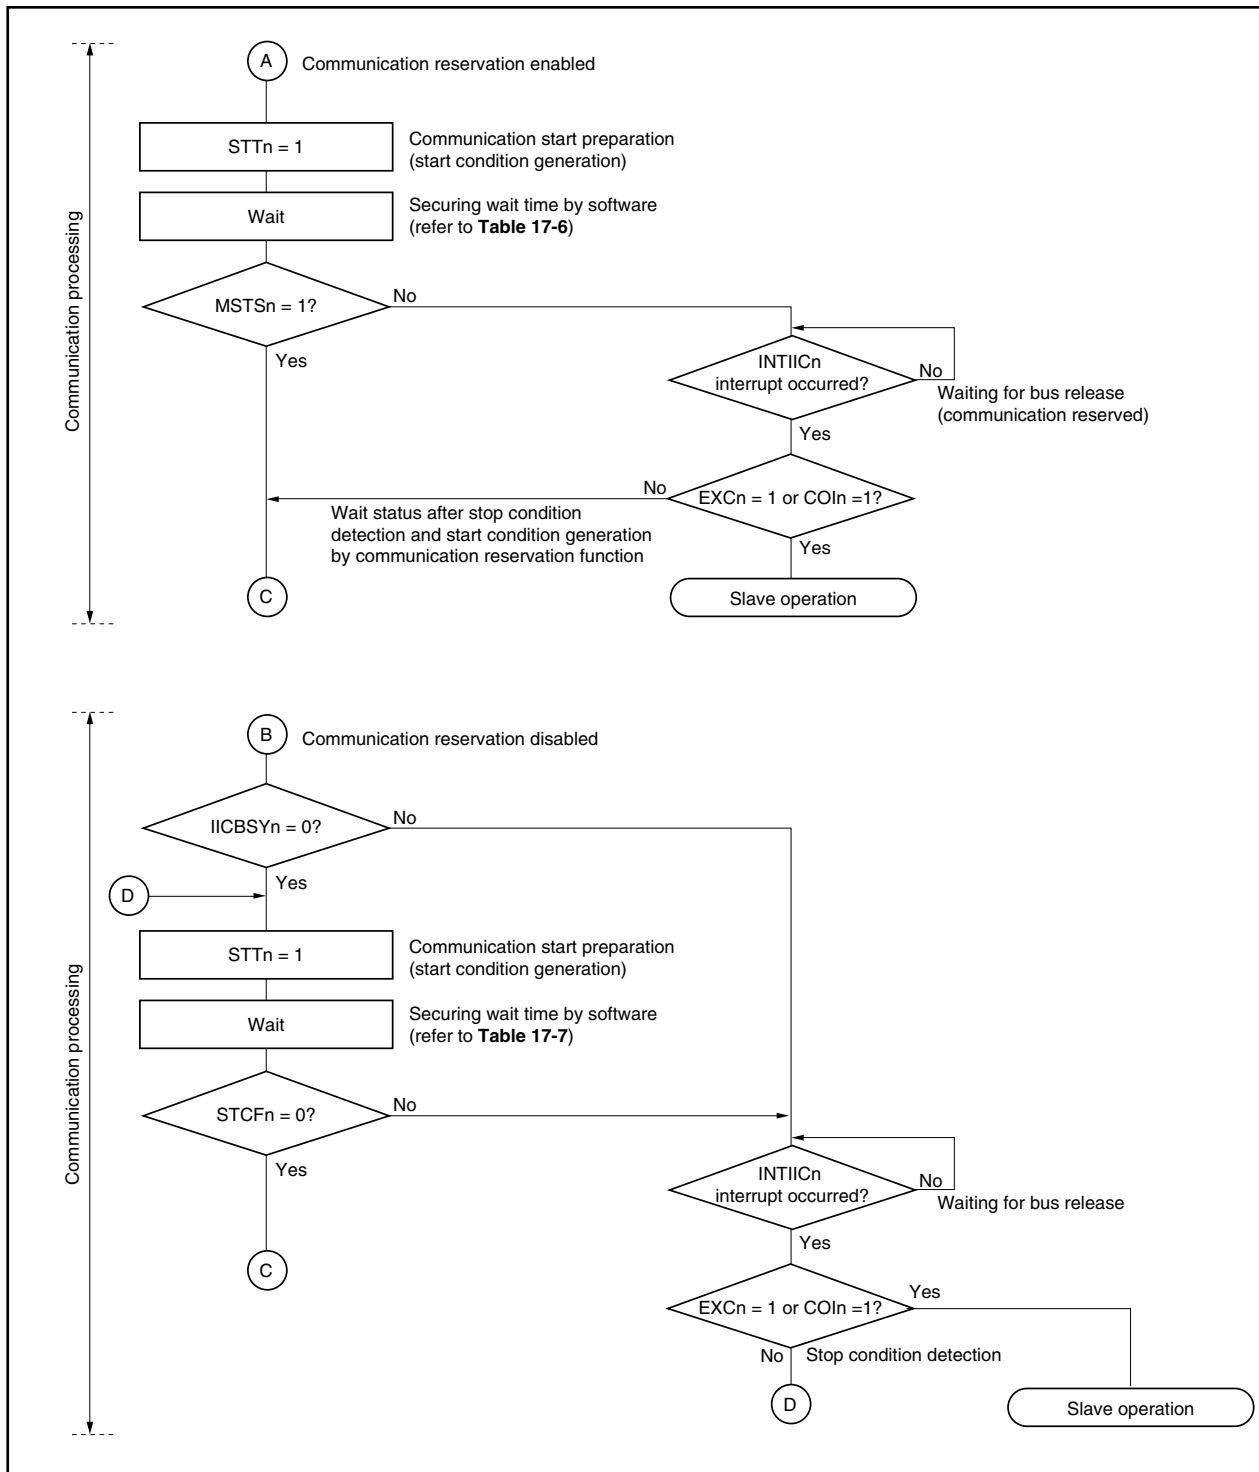 A
Communication reservation enabled
STTn = 1
Communication start preparation
(start condition generation)
Wait
Securing wait time by software
(refer to Table 17-6)
Communication processing
MSTSn = 1?
No
Yes
INTIICn
interrupt occurred?
No
Waiting for bus release
(communication reserved)
Yes
EXCn = 1 or COIn =1?
No
Wait status after stop condition
detection and start condition generation
by communication reservation function
Yes
C
Slave operation
B
Communication reservation disabled
IICBSYn = 0?
No
Yes
D
STTn = 1
Communication start preparation
(start condition generation)
Wait
Securing wait time by software
(refer to Table 17-7)
Communication processing
STCFn = 0?
No
Yes
INTIICn
interrupt occurred?
No
Waiting for bus release
Yes
C
EXCn = 1 or COIn =1?
Yes
No
Stop condition detection
D
Slave operation